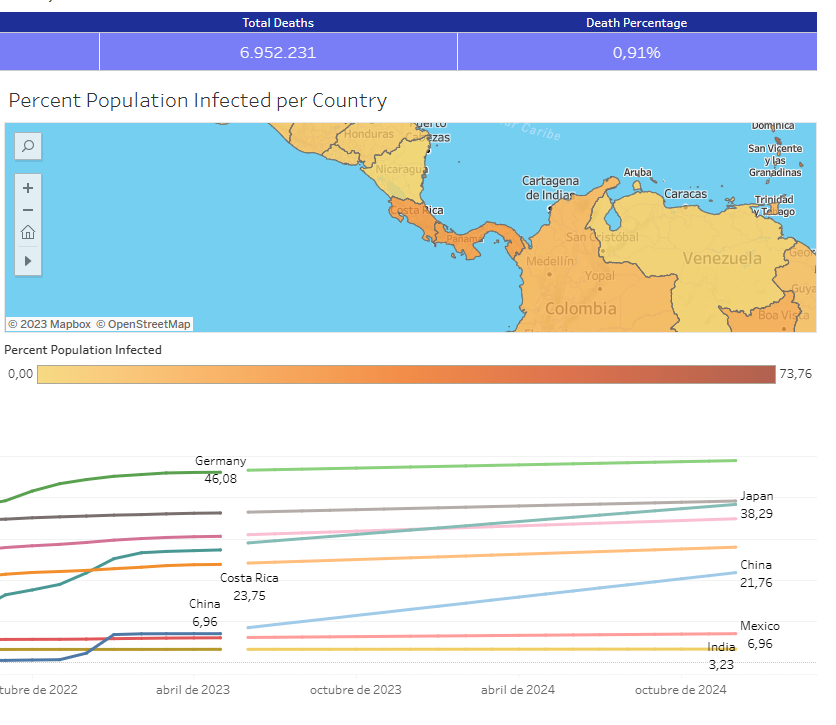 Total Deaths
Death Percentage
6.952.231
0,91%
Percent Population Infected per Country
Honduras
Cabezas
Mar Caribe
Dominica
Nicaragua
San Vicente
y las
Granadinas
Cartagena
de Indias
Aruba
Caracas
Costa Rica
Trinidad
y Tobago
Panamá
San Cristóbal
Medellín
Yopal
Venezuela
Colombia
Boa Vista
© 2023 Mapbox © OpenStreetMap
Percent Population Infected
0,00
73,76
Germany
46,08
Japan
38,29
Costa Rica
23,75
China
21,76
China
6,96
Mexico
6,96
India
3,23
tubre de 2022
abril de 2023
octubre de 2023
abril de 2024
octubre de 2024